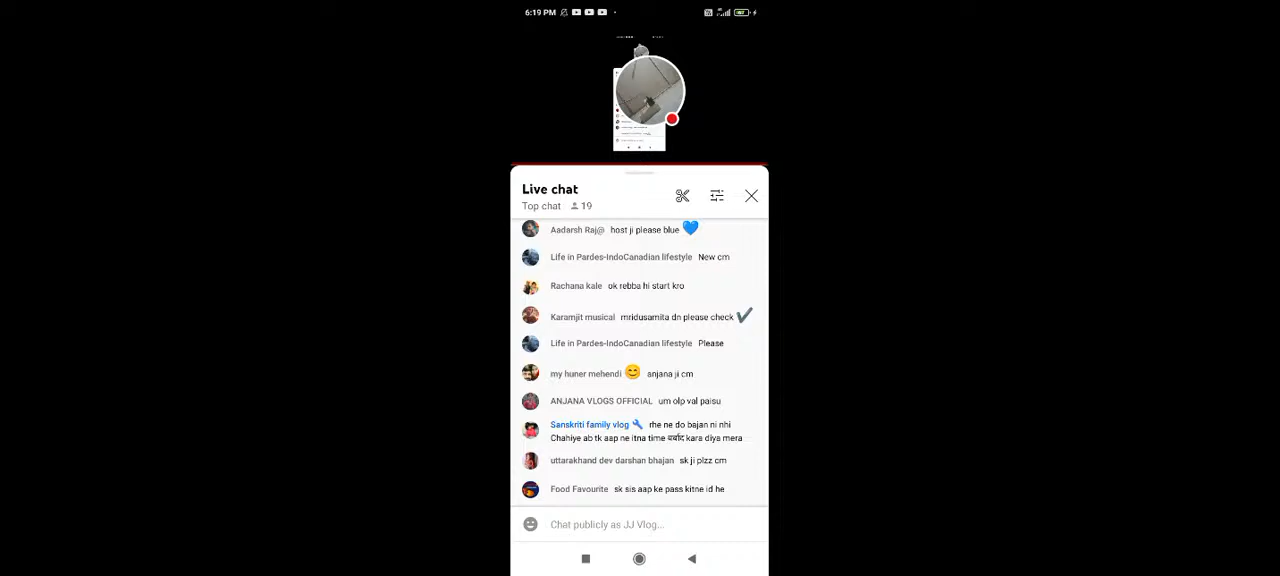 6:19 PM
Live chat
Top chat 19
Aadarsh Raj@ host ji please blue 💙
Life in Pardes-IndoCanadian lifestyle New cm
Rachana kale ok rebba hi start kro
Karamjit musical mridusamita dn please check ✔
Life in Pardes-IndoCanadian lifestyle Please
my huner mehendi 😊 anjana ji cm
ANJANA VLOGS OFFICIAL um olp val paisu
Sanskriti family vlog 🔧 rhe ne do bajan ni nhi
Chahiye ab tk aap ne itna time पर्बाद kara diya mera
uttarakhand dev darshan bhajan sk ji plzz cm
Food Favourite sk sis aap ke pass kitne id he
Chat publicly as JJ Vlog...